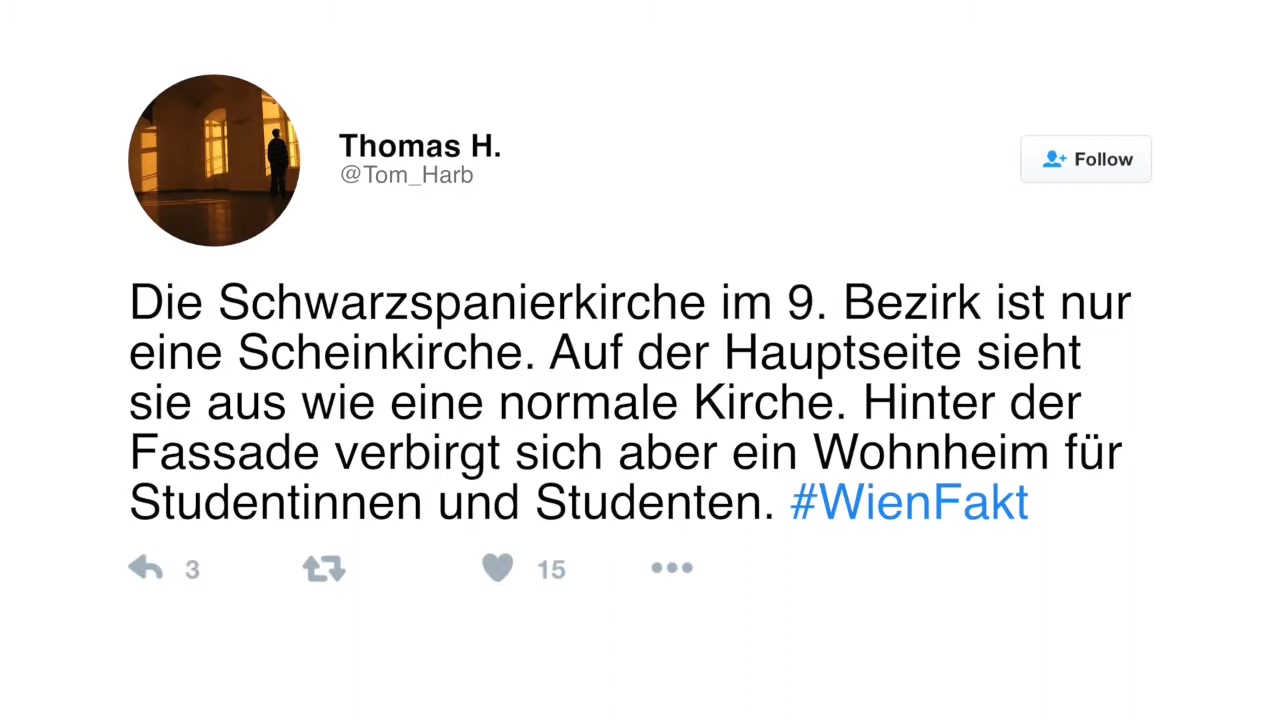 Thomas H.
@Tom_Harb
Follow
Die Schwarzspanierkirche im 9. Bezirk ist nur
eine Scheinkirche. Auf der Hauptseite sieht
sie aus wie eine normale Kirche. Hinter der
Fassade verbirgt sich aber ein Wohnheim für
Studentinnen und Studenten. #WienFakt
3 15